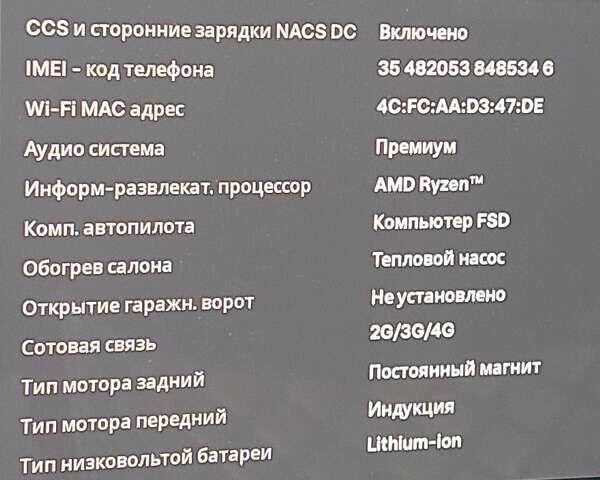 CCS и сторонние зарядки NACS DC Включено
IMEI - код телефона 35 482053 848534 6
Wi-Fi MAC адрес 4C:FC:AA:D3:47:DE
Аудио система Премиум
Информ-развлекат. процессор AMD Ryzen™
Комп. автопилота Компьютер FSD
Обогрев салона Тепловой насос
Открытие гаражн. ворот Не установлено
Сотовая связь 2G/3G/4G
Тип мотора задний Постоянный магнит
Тип мотора передний Индукция
Тип низковольтой батареи Lithium-ion